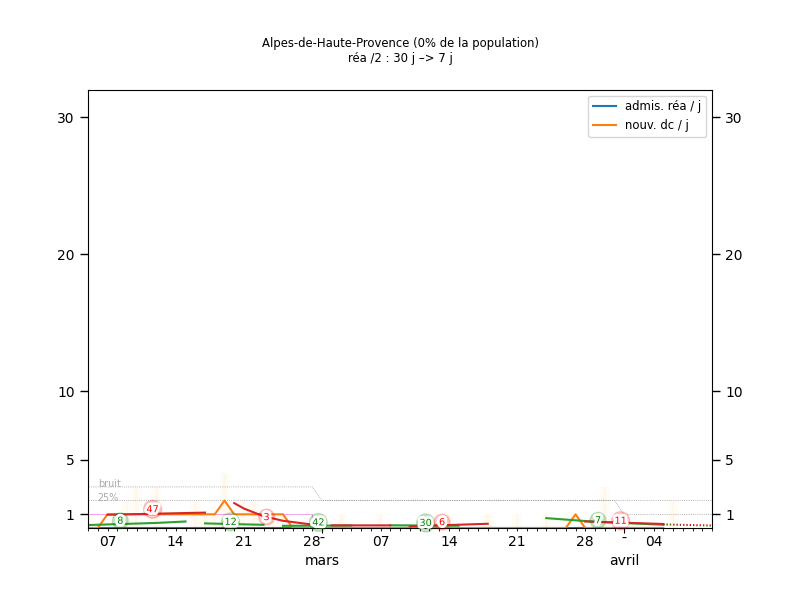 Alpes-de-Haute-Provence (0% de la population)
réa /2 : 30 j –> 7 j
admis. réa / j
nouv. dc / j
30 30
20 20
10 10
5 5
1 1
bruit
25%
8 47 12 3 42 30 6 7 11
07 14 21 28 - 07 14 21 28 - 04
mars avril